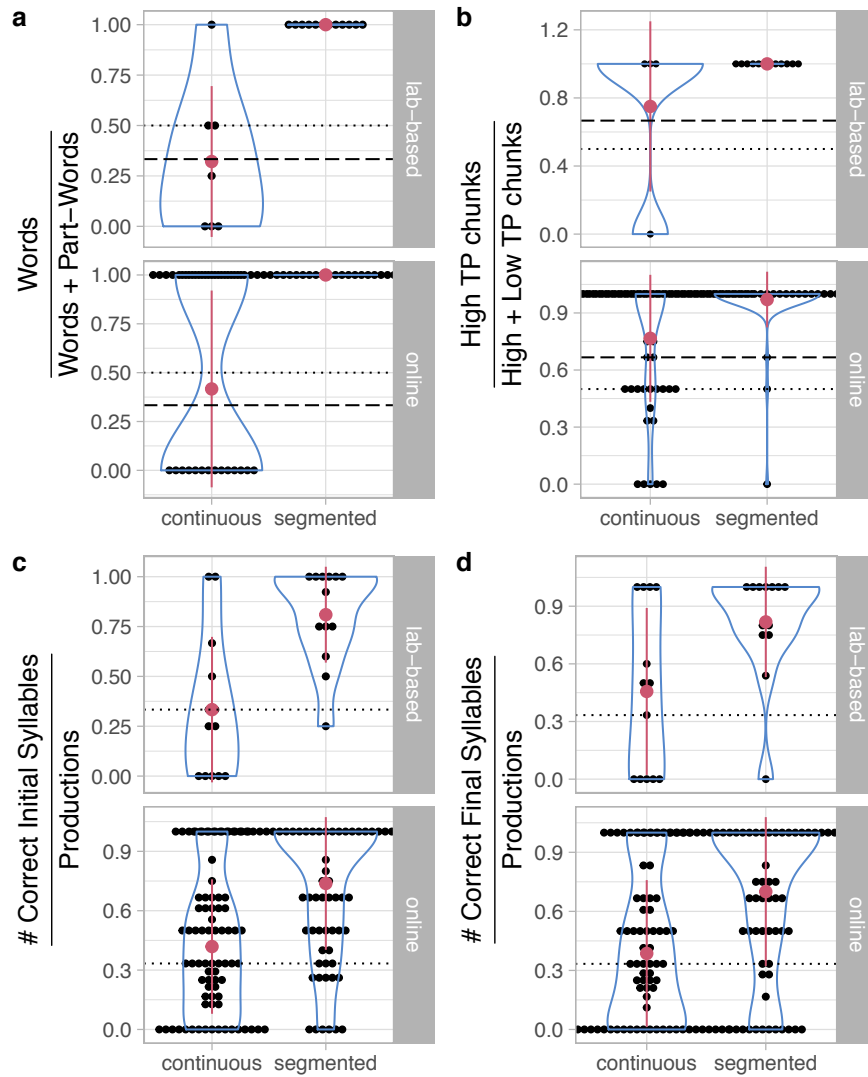 a
b
Words
Words + Part−Words
1.00
0.75
0.50
0.25
0.00
lab−based
1.00
0.75
0.50
0.25
0.00
online
continuous
segmented
High TP chunks
High + Low TP chunks
1.2
0.9
0.6
0.3
0.0
lab−based
0.9
0.6
0.3
0.0
online
continuous
segmented
c
d
# Correct Initial Syllables
Productions
1.00
0.75
0.50
0.25
0.00
lab−based
0.9
0.6
0.3
0.0
online
continuous
segmented
# Correct Final Syllables
Productions
0.9
0.6
0.3
0.0
lab−based
0.9
0.6
0.3
0.0
online
continuous
segmented